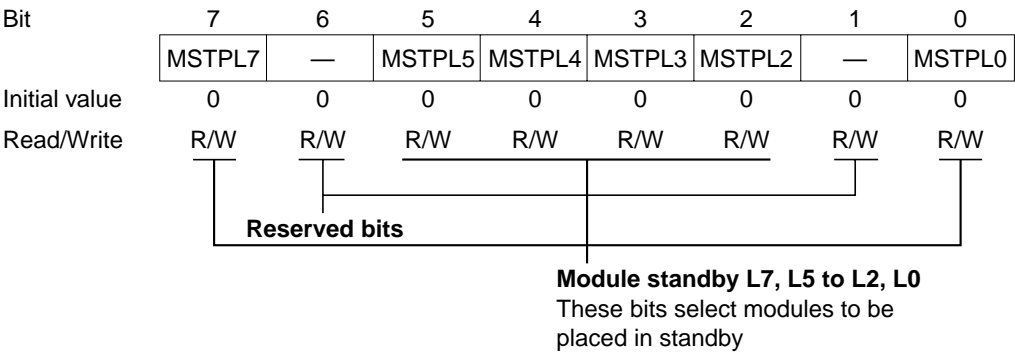 Bit 7 6 5 4 3 2 1 0
MSTPL7 — MSTPL5 MSTPL4 MSTPL3 MSTPL2 — MSTPL0
Initial value 0 0 0 0 0 0 0 0
Read/Write R/W R/W R/W R/W R/W R/W R/W R/W
Reserved bits
Module standby L7, L5 to L2, L0
These bits select modules to be
placed in standby